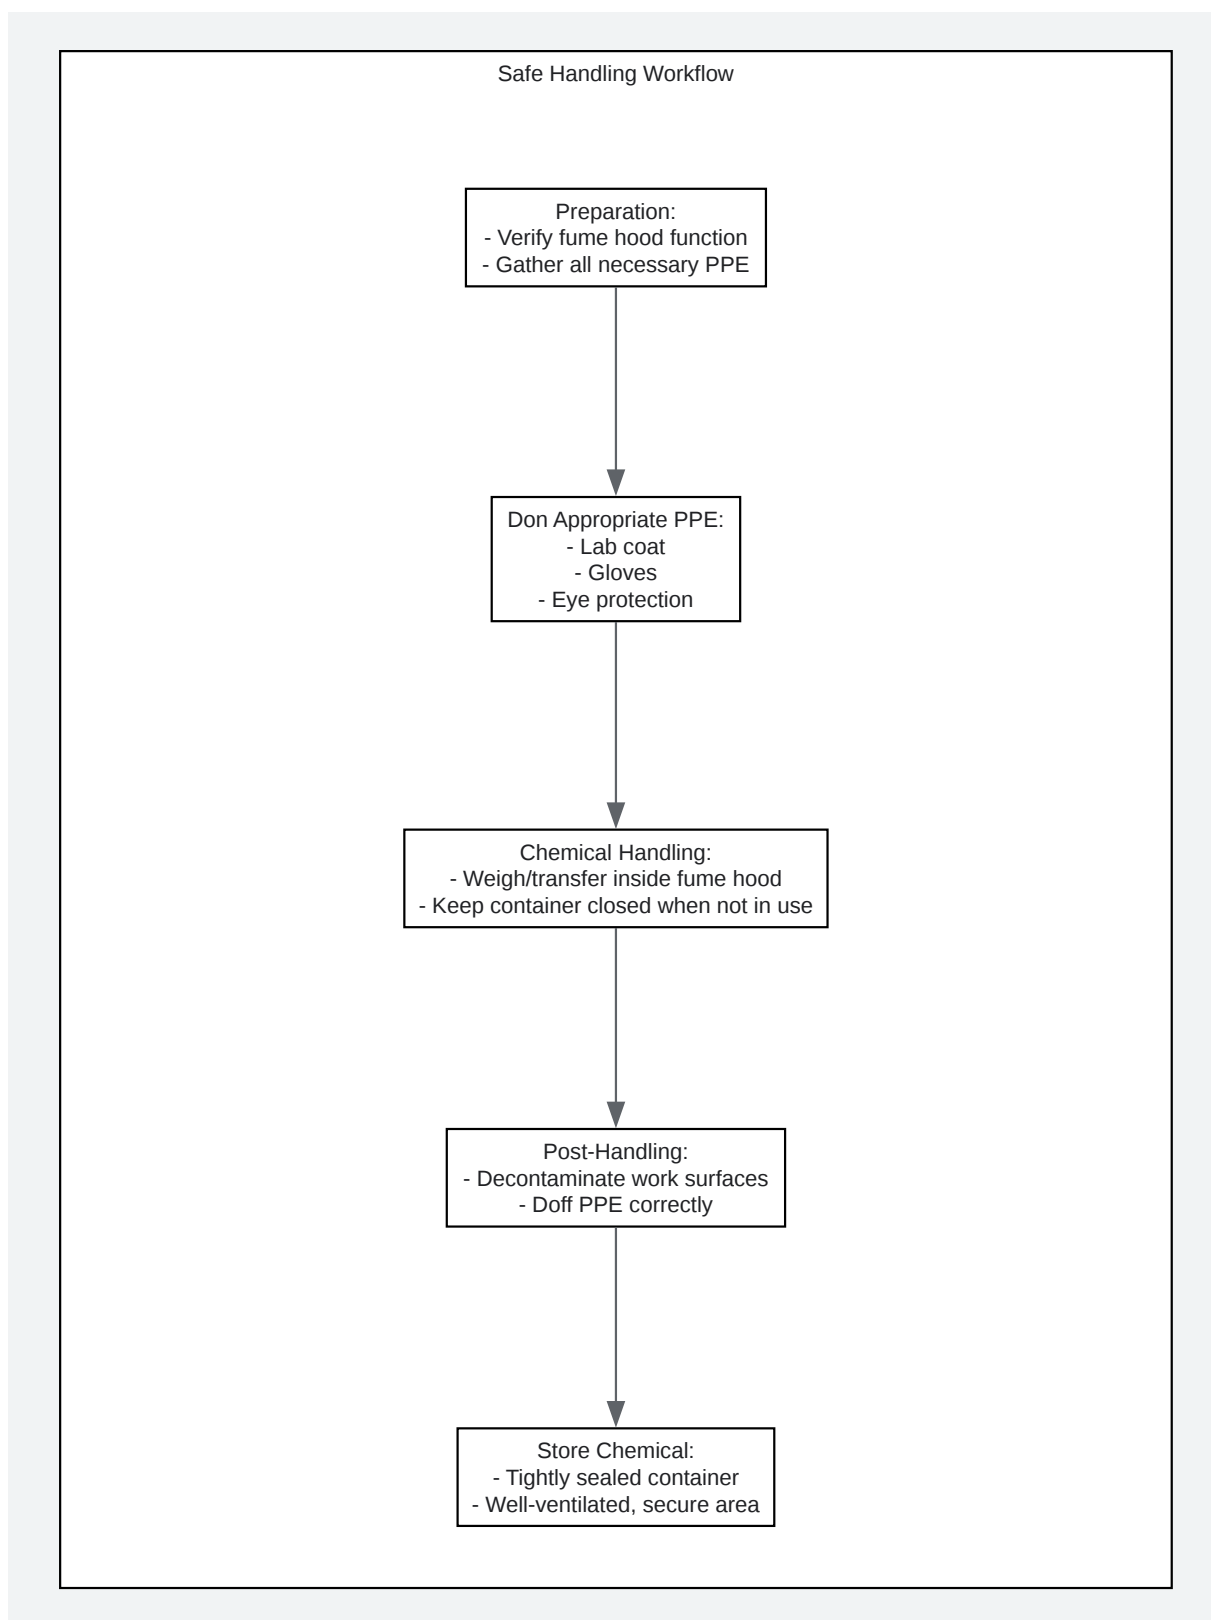 Safe Handling Workflow
Preparation:
- Verify fume hood function
- Gather all necessary PPE
Don Appropriate PPE:
- Lab coat
- Gloves
- Eye protection
Chemical Handling:
- Weigh/transfer inside fume hood
- Keep container closed when not in use
Post-Handling:
- Decontaminate work surfaces
- Doff PPE correctly
Store Chemical:
- Tightly sealed container
- Well-ventilated, secure area